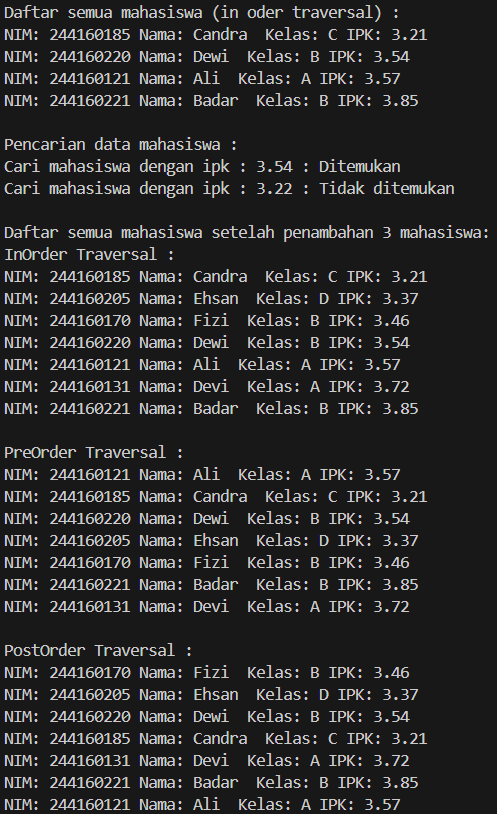 Daftar semua mahasiswa (in oder traversal) :
NIM: 244160185 Nama: Candra  Kelas: C IPK: 3.21
NIM: 244160220 Nama: Dewi  Kelas: B IPK: 3.54
NIM: 244160121 Nama: Ali  Kelas: A IPK: 3.57
NIM: 244160221 Nama: Badar  Kelas: B IPK: 3.85

Pencarian data mahasiswa :
Cari mahasiswa dengan ipk : 3.54 : Ditemukan
Cari mahasiswa dengan ipk : 3.22 : Tidak ditemukan

Daftar semua mahasiswa setelah penambahan 3 mahasiswa:
InOrder Traversal :
NIM: 244160185 Nama: Candra  Kelas: C IPK: 3.21
NIM: 244160205 Nama: Ehsan  Kelas: D IPK: 3.37
NIM: 244160170 Nama: Fizi  Kelas: B IPK: 3.46
NIM: 244160220 Nama: Dewi  Kelas: B IPK: 3.54
NIM: 244160121 Nama: Ali  Kelas: A IPK: 3.57
NIM: 244160131 Nama: Devi  Kelas: A IPK: 3.72
NIM: 244160221 Nama: Badar  Kelas: B IPK: 3.85

PreOrder Traversal :
NIM: 244160121 Nama: Ali  Kelas: A IPK: 3.57
NIM: 244160185 Nama: Candra  Kelas: C IPK: 3.21
NIM: 244160220 Nama: Dewi  Kelas: B IPK: 3.54
NIM: 244160205 Nama: Ehsan  Kelas: D IPK: 3.37
NIM: 244160170 Nama: Fizi  Kelas: B IPK: 3.46
NIM: 244160221 Nama: Badar  Kelas: B IPK: 3.85
NIM: 244160131 Nama: Devi  Kelas: A IPK: 3.72

PostOrder Traversal :
NIM: 244160170 Nama: Fizi  Kelas: B IPK: 3.46
NIM: 244160205 Nama: Ehsan  Kelas: D IPK: 3.37
NIM: 244160220 Nama: Dewi  Kelas: B IPK: 3.54
NIM: 244160185 Nama: Candra  Kelas: C IPK: 3.21
NIM: 244160131 Nama: Devi  Kelas: A IPK: 3.72
NIM: 244160221 Nama: Badar  Kelas: B IPK: 3.85
NIM: 244160121 Nama: Ali  Kelas: A IPK: 3.57